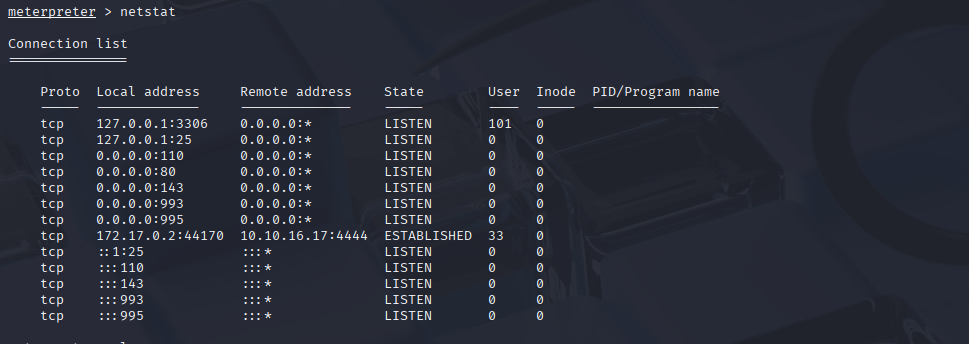 meterpreter > netstat
Connection list
===============
Proto  Local address      Remote address     State        User  Inode  PID/Program name
-----  -------------      --------------     -----        ----  -----  ----------------
tcp    127.0.0.1:3306     0.0.0.0:*          LISTEN       101   0
tcp    127.0.0.1:25       0.0.0.0:*          LISTEN       0     0
tcp    0.0.0.0:110        0.0.0.0:*          LISTEN       0     0
tcp    0.0.0.0:80         0.0.0.0:*          LISTEN       0     0
tcp    0.0.0.0:143        0.0.0.0:*          LISTEN       0     0
tcp    0.0.0.0:993        0.0.0.0:*          LISTEN       0     0
tcp    0.0.0.0:995        0.0.0.0:*          LISTEN       0     0
tcp    172.17.0.2:44170   10.10.16.17:4444   ESTABLISHED  33    0
tcp    ::1:25             :::*               LISTEN       0     0
tcp    :::110             :::*               LISTEN       0     0
tcp    :::143             :::*               LISTEN       0     0
tcp    :::993             :::*               LISTEN       0     0
tcp    :::995             :::*               LISTEN       0     0